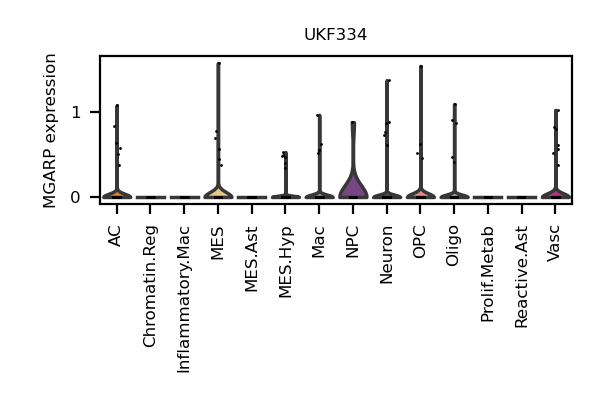 UKF334
MGARP expression
1
0
AC
Chromatin.Reg
Inflammatory.Mac
MES
MES.Ast
MES.Hyp
Mac
NPC
Neuron
OPC
Oligo
Prolif.Metab
Reactive.Ast
Vasc